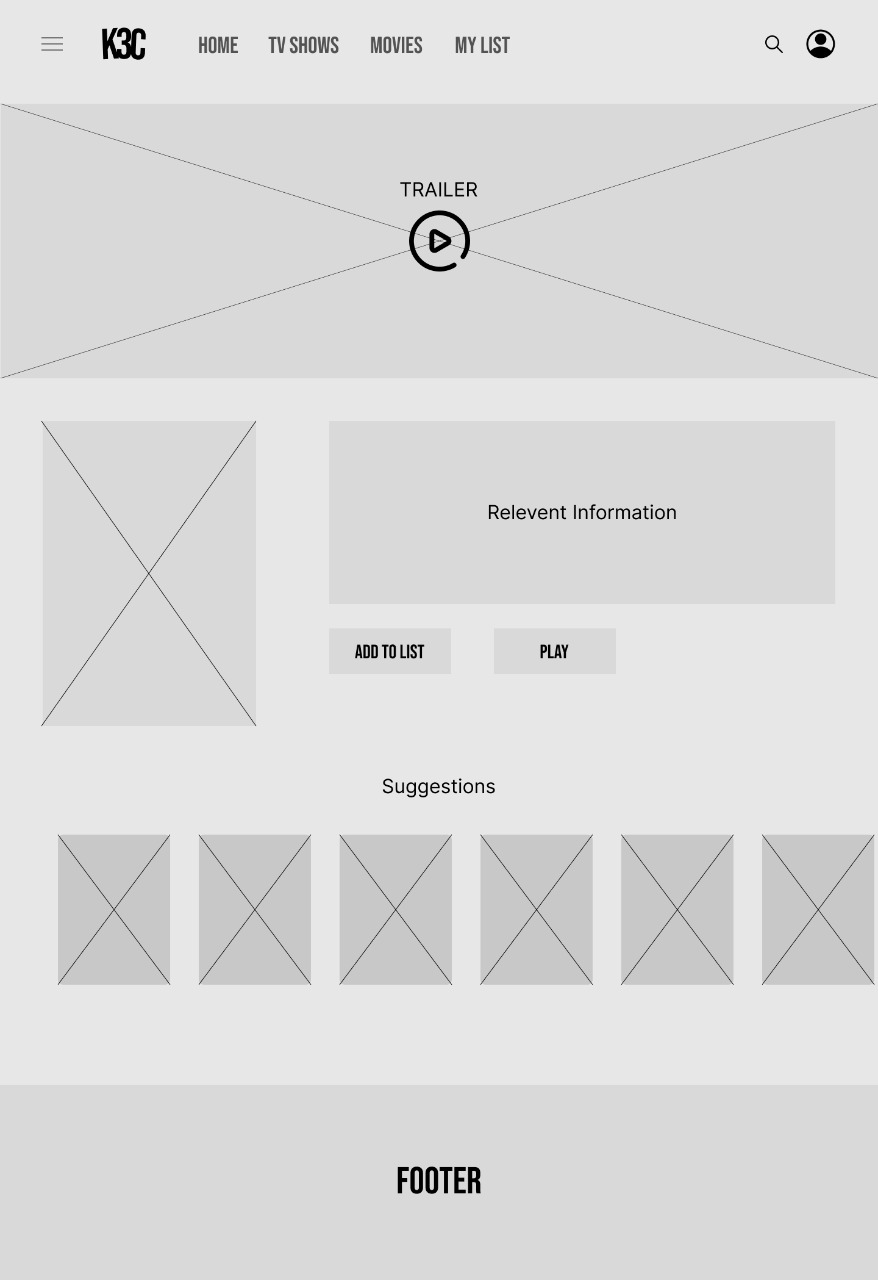 K3C
HOME TV SHOWS MOVIES MY LIST
TRAILER
Relevent Information
ADD TO LIST PLAY
Suggestions
FOOTER